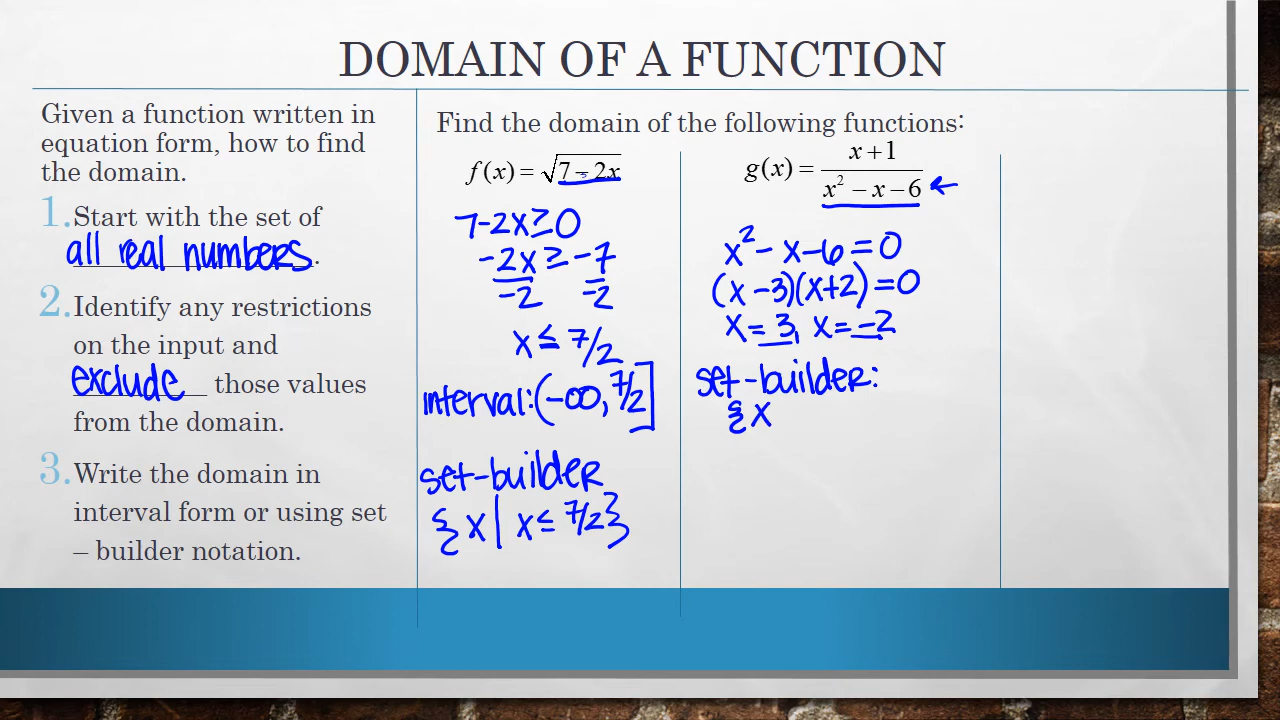 DOMAIN OF A FUNCTION
Given a function written in
equation form, how to find
the domain.
1. Start with the set of
all real numbers.
2. Identify any restrictions
on the input and
exclude those values
from the domain.
3. Write the domain in
interval form or using set
– builder notation.
Find the domain of the following functions:
f(x) = √(7 − 2x)
7-2x≥0
-2x ≥ -7
-2 -2
x ≤ 7/2
interval: (-∞, 7/2]
set-builder
{x | x ≤ 7/2}
g(x) = (x + 1)/(x² − x − 6) ←
x² - x - 6 = 0
(x - 3)(x + 2) = 0
x = 3, x = -2
set-builder:
{x